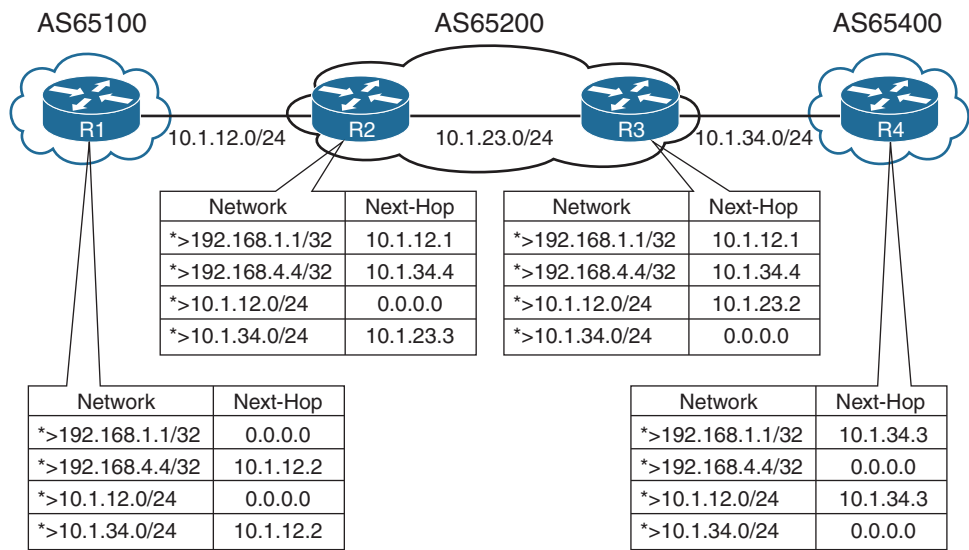 AS65100
AS65200
AS65400
R1
10.1.12.0/24
R2
10.1.23.0/24
R3
10.1.34.0/24
R4
Network Next-Hop
*>192.168.1.1/32 10.1.12.1
*>192.168.4.4/32 10.1.34.4
*>10.1.12.0/24 0.0.0.0
*>10.1.34.0/24 10.1.23.3
Network Next-Hop
*>192.168.1.1/32 10.1.12.1
*>192.168.4.4/32 10.1.34.4
*>10.1.12.0/24 10.1.23.2
*>10.1.34.0/24 0.0.0.0
Network Next-Hop
*>192.168.1.1/32 0.0.0.0
*>192.168.4.4/32 10.1.12.2
*>10.1.12.0/24 0.0.0.0
*>10.1.34.0/24 10.1.12.2
Network Next-Hop
*>192.168.1.1/32 10.1.34.3
*>192.168.4.4/32 0.0.0.0
*>10.1.12.0/24 10.1.34.3
*>10.1.34.0/24 0.0.0.0